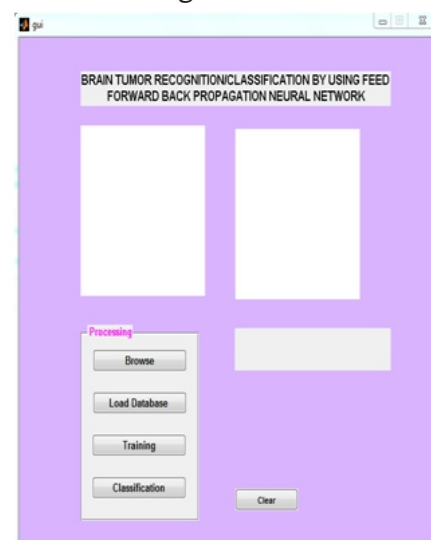 gui
BRAIN TUMOR RECOGNITION/CLASSIFICATION BY USING FEED
FORWARD BACK PROPAGATION NEURAL NETWORK
Processing
Browse
Load Database
Training
Classification
Clear